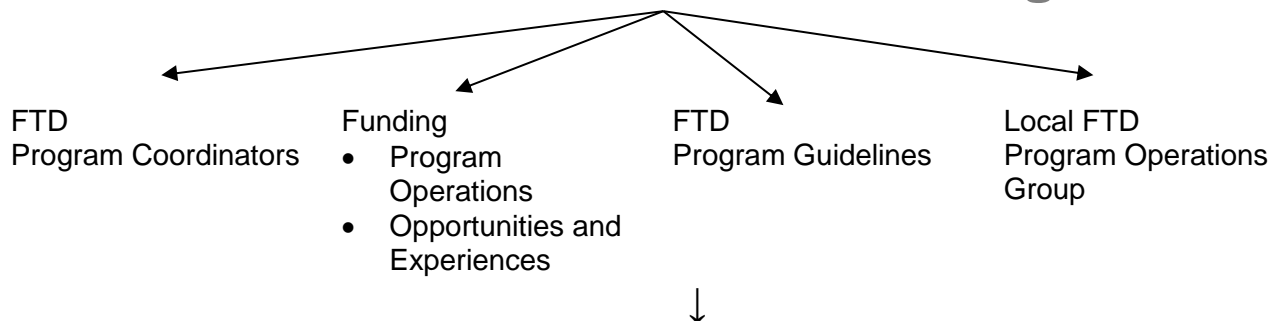 FTD
Program Coordinators
Funding
• Program
Operations
• Opportunities and
Experiences
FTD
Program Guidelines
Local FTD
Program Operations
Group